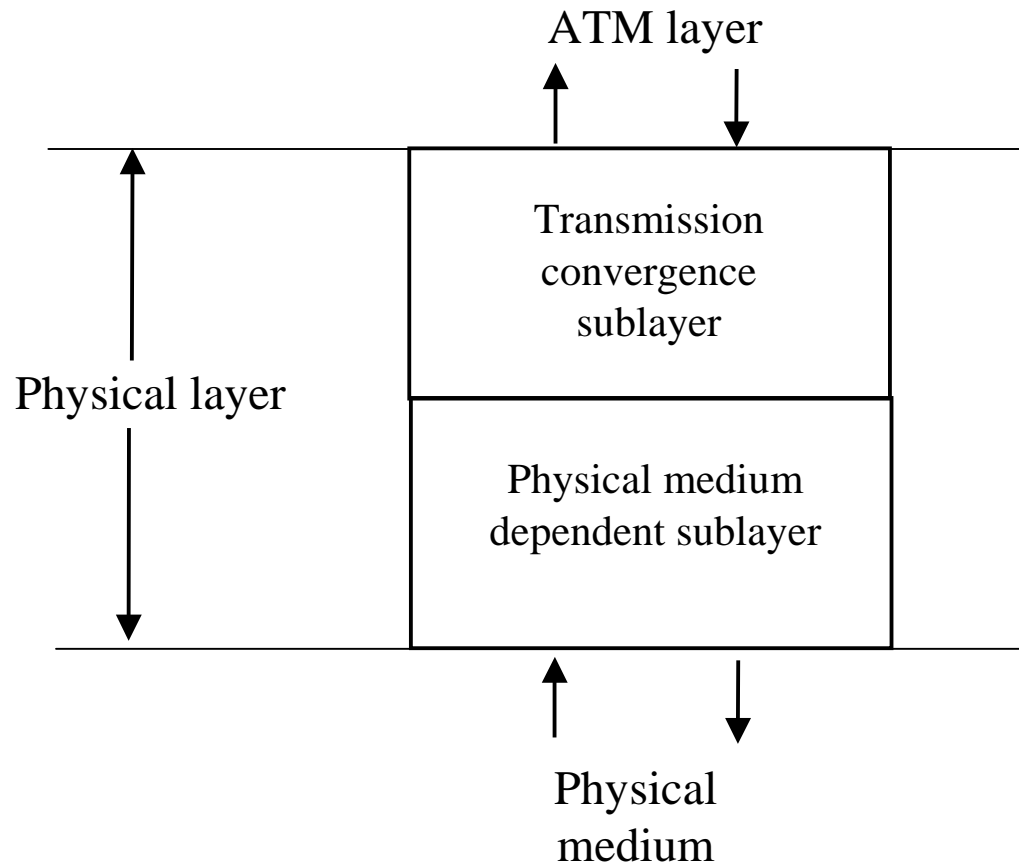 ATM layer
Transmission
convergence
sublayer
Physical layer
Physical medium
dependent sublayer
Physical
medium